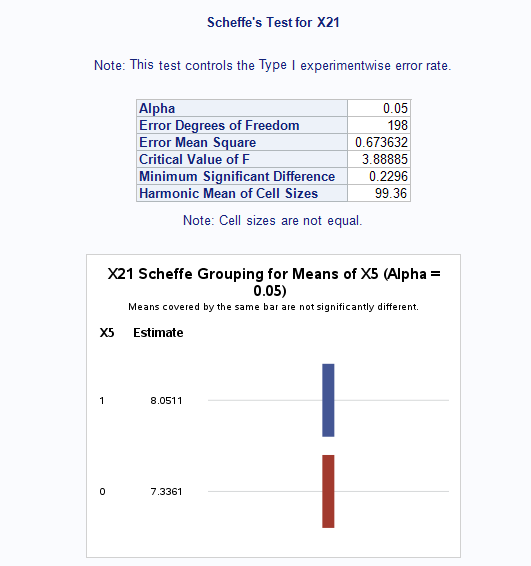 Scheffe's Test for X21
Note: This test controls the Type I experimentwise error rate.
Alpha 0.05
Error Degrees of Freedom 198
Error Mean Square 0.673632
Critical Value of F 3.88885
Minimum Significant Difference 0.2296
Harmonic Mean of Cell Sizes 99.36
Note: Cell sizes are not equal.
X21 Scheffe Grouping for Means of X5 (Alpha =
0.05)
Means covered by the same bar are not significantly different.
X5 Estimate
1 8.0511
0 7.3361